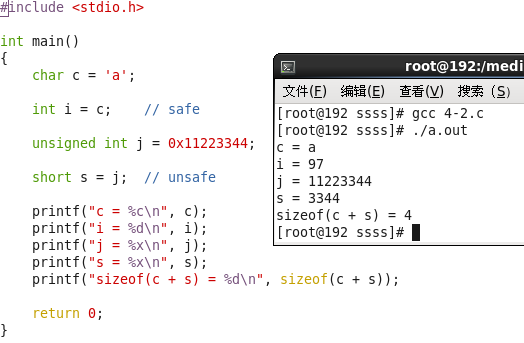 #include <stdio.h>
int main()
{
    char c = 'a';
    int i = c;    // safe
    unsigned int j = 0x11223344;
    short s = j;  // unsafe
    printf("c = %c\n", c);
    printf("i = %d\n", i);
    printf("j = %x\n", j);
    printf("s = %x\n", s);
    printf("sizeof(c + s) = %d\n", sizeof(c + s));
    return 0;
}
root@192:/medi
文件(F) 编辑(E) 查看(V) 搜索 (S)
[root@192 ssss]# gcc 4-2.c
[root@192 ssss]# ./a.out
c = a
i = 97
j = 11223344
s = 3344
sizeof(c + s) = 4
[root@192 ssss]#